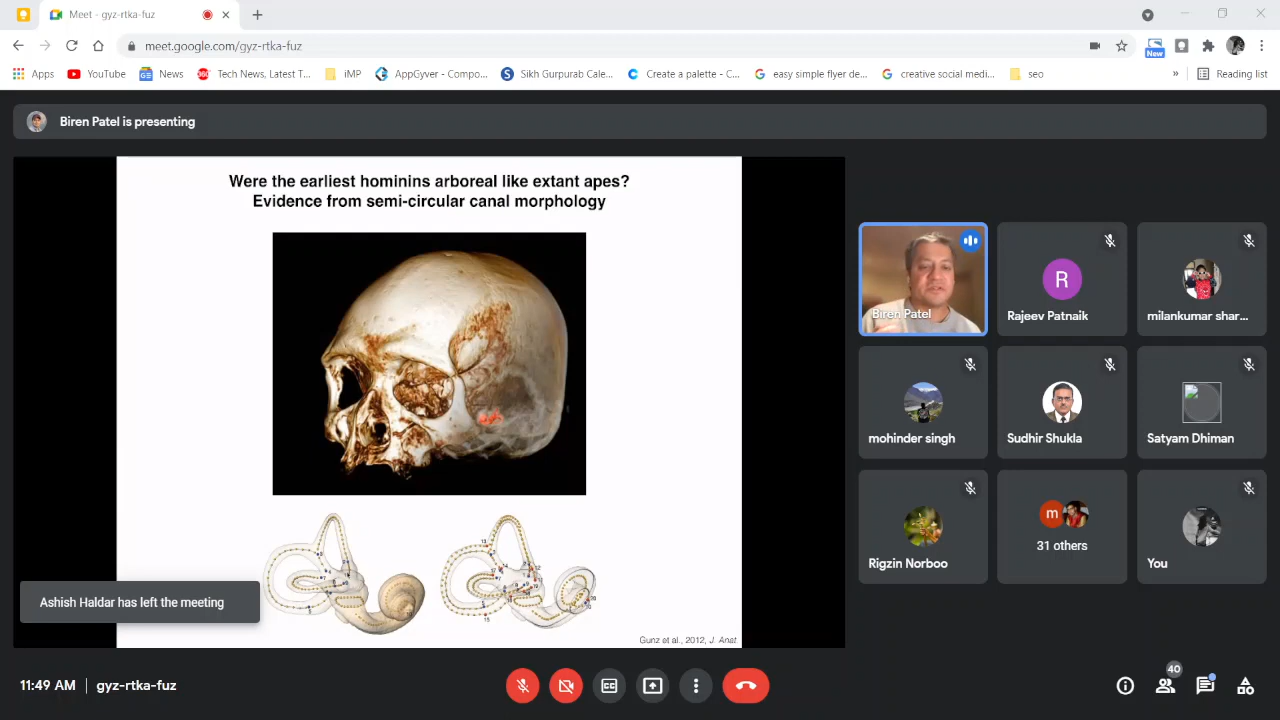 Meet - gyz-rtka-fuz
meet.google.com/gyz-rtka-fuz
New
Apps
YouTube
News
Tech News, Latest T...
iMP
AppGyver - Compo...
Sikh Gurpurab Cale...
Create a palette - C...
easy simple flyer de...
creative social medi...
seo
»
Reading list
Biren Patel is presenting
Were the earliest hominins arboreal like extant apes?
Evidence from semi-circular canal morphology
Gunz et al., 2012, J. Anat.
Biren Patel
R
Rajeev Patnaik
milankumar shar...
mohinder singh
Sudhir Shukla
Satyam Dhiman
Rigzin Norboo
m
31 others
You
Ashish Haldar has left the meeting
11:49 AM | gyz-rtka-fuz
40